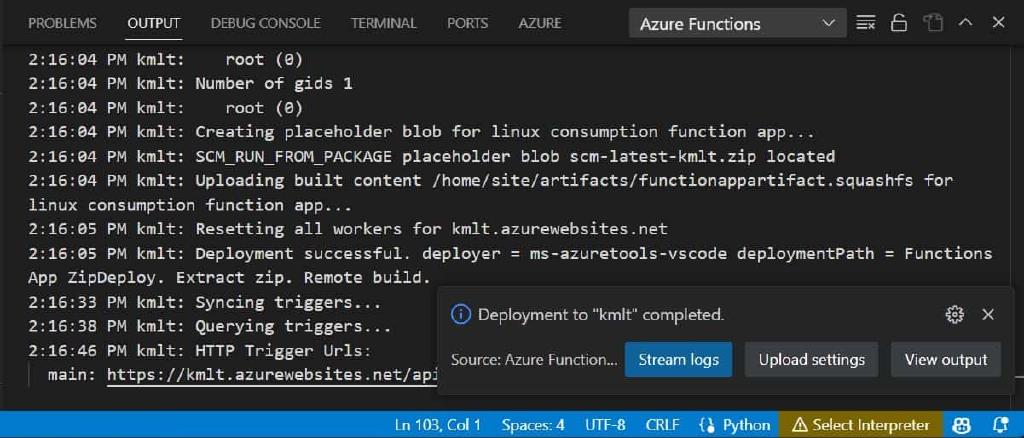 PROBLEMS OUTPUT DEBUG CONSOLE TERMINAL PORTS AZURE Azure Functions
2:16:04 PM kmlt:    root (0)
2:16:04 PM kmlt: Number of gids 1
2:16:04 PM kmlt:    root (0)
2:16:04 PM kmlt: Creating placeholder blob for linux consumption function app...
2:16:04 PM kmlt: SCM_RUN_FROM_PACKAGE placeholder blob scm-latest-kmlt.zip located
2:16:04 PM kmlt: Uploading built content /home/site/artifacts/functionappartifact.squashfs for
linux consumption function app...
2:16:05 PM kmlt: Resetting all workers for kmlt.azurewebsites.net
2:16:05 PM kmlt: Deployment successful. deployer = ms-azuretools-vscode deploymentPath = Functions
App ZipDeploy. Extract zip. Remote build.
2:16:33 PM kmlt: Syncing triggers...
2:16:38 PM kmlt: Querying triggers...
2:16:46 PM kmlt: HTTP Trigger Urls:
main: https://kmlt.azurewebsites.net/api
Deployment to "kmlt" completed.
Source: Azure Function... Stream logs Upload settings View output
Ln 103, Col 1 Spaces: 4 UTF-8 CRLF Python Select Interpreter